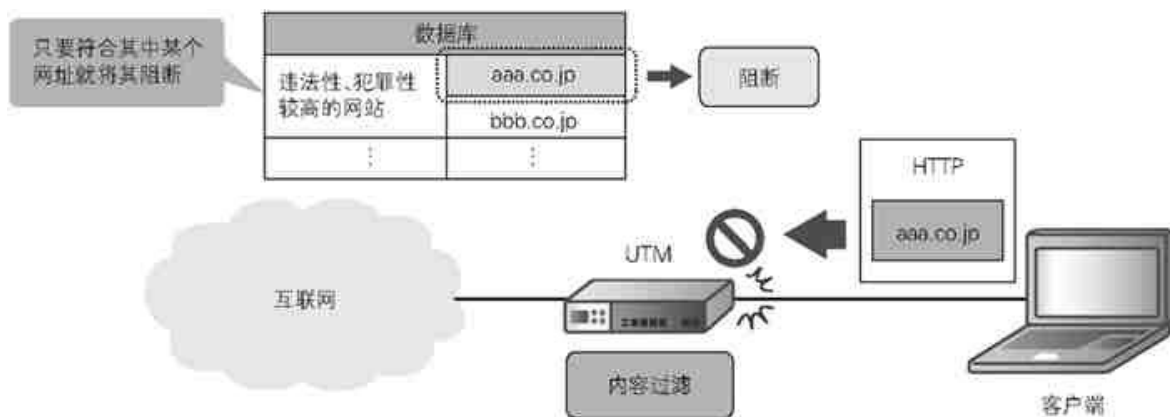 只要符合其中某个
网址就将其阻断
数据库
违法性、犯罪性
较高的网站
aaa.co.jp
bbb.co.jp
⋮
⋮
阻断
HTTP
aaa.co.jp
UTM
互联网
内容过滤
客户端